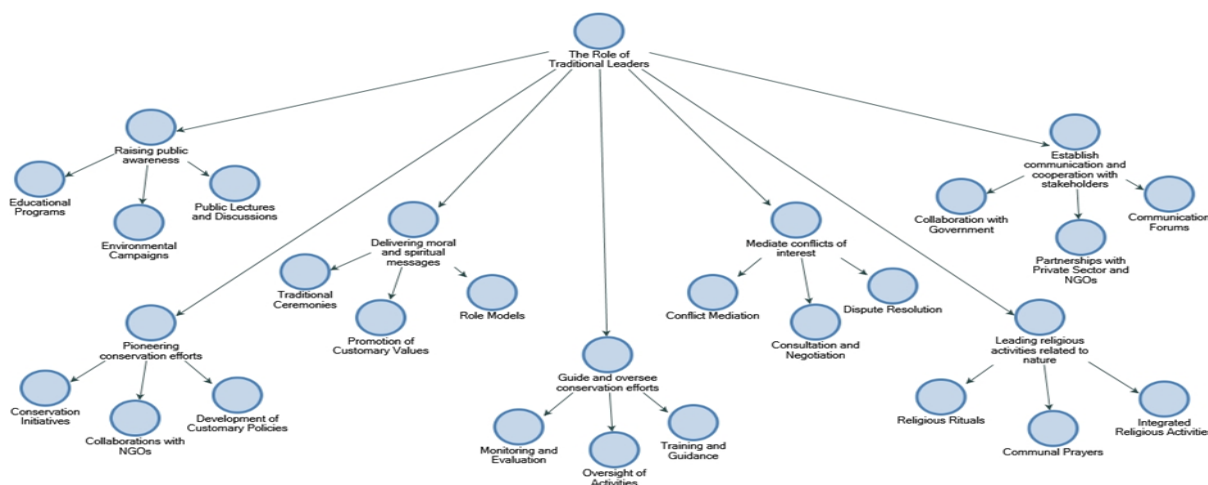 The Role of
Traditional Leaders
Raising public
awareness
Educational
Programs
Environmental
Campaigns
Public Lectures
and Discussions
Pioneering
conservation efforts
Conservation
Initiatives
Collaborations with
NGOs
Development of
Customary Policies
Delivering moral
and spiritual
messages
Traditional
Ceremonies
Promotion of
Customary Values
Role Models
Guide and oversee
conservation efforts
Monitoring and
Evaluation
Oversight of
Activities
Training and
Guidance
Mediate conflicts of
interest
Conflict Mediation
Consultation and
Negotiation
Dispute Resolution
Leading religious
activities related to
nature
Religious Rituals
Communal Prayers
Integrated
Religious Activities
Establish
communication and
cooperation with
stakeholders
Collaboration with
Government
Partnerships with
Private Sector and
NGOs
Communication
Forums